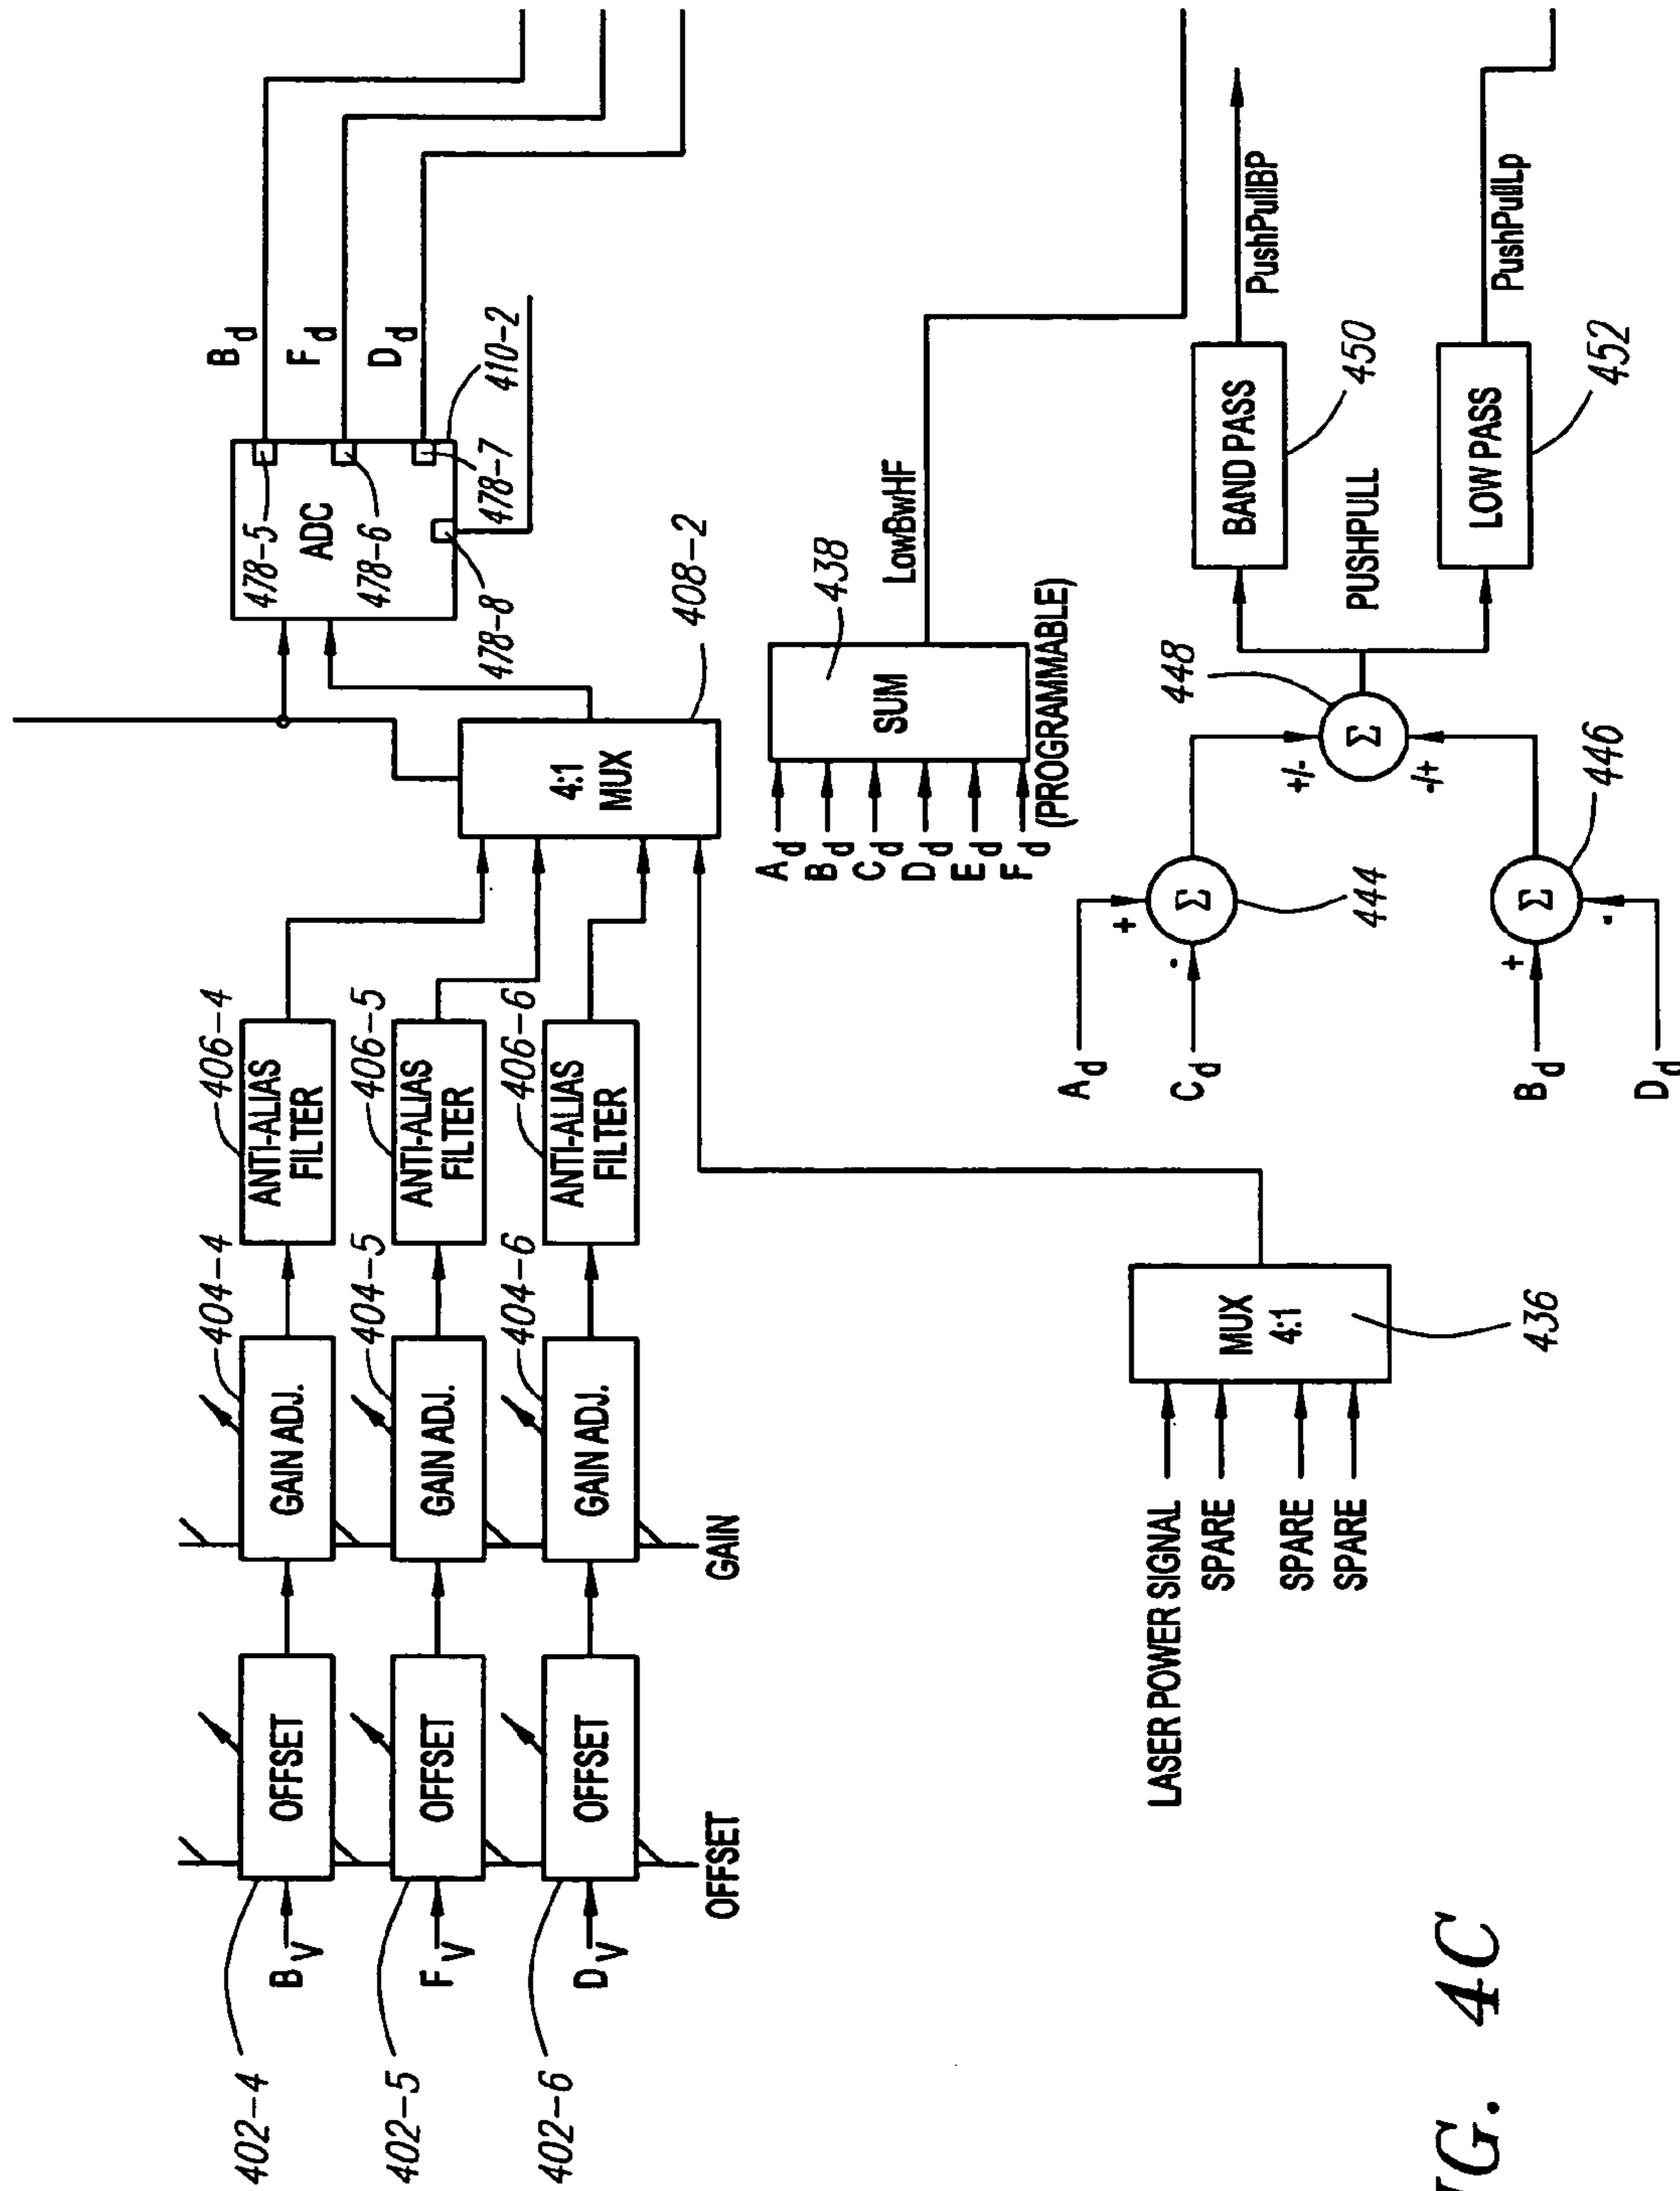 402-4
402-5
402-6
B_V
F_V
D_V
OFFSET
OFFSET
OFFSET
OFFSET
404-4
404-5
404-6
GAIN ADJ.
GAIN ADJ.
GAIN ADJ.
GAIN
406-4
406-5
406-6
ANTI-ALIAS
FILTER
ANTI-ALIAS
FILTER
ANTI-ALIAS
FILTER
4:1
MUX
408-2
478-5
ADC
478-6
478-8
478-7
410-2
B_d
F_d
D_d
A_d
B_d
C_d
D_d
E_d
F_d
(PROGRAMMABLE)
SUM
438
LowBwHF
LASER POWER SIGNAL
SPARE
SPARE
SPARE
MUX
4:1
436
A_d
C_d
B_d
D_d
+
-
Σ
444
+
-
Σ
446
+/-
-/+
Σ
448
PUSHPULL
BAND PASS
450
PushPullBP
LOW PASS
452
PushPullLp
IG. 4C